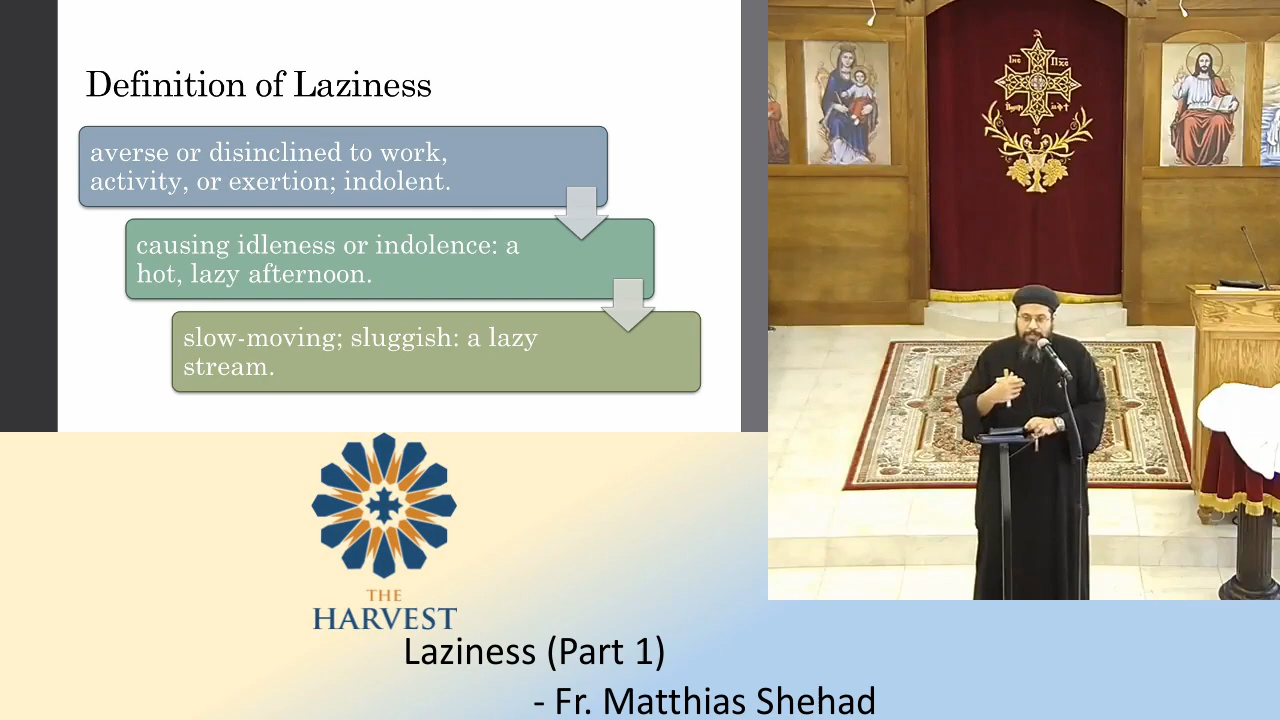 Definition of Laziness
averse or disinclined to work,
activity, or exertion; indolent.
causing idleness or indolence: a
hot, lazy afternoon.
slow-moving; sluggish: a lazy
stream.
THE
HARVEST
Laziness (Part 1)
- Fr. Matthias Shehad